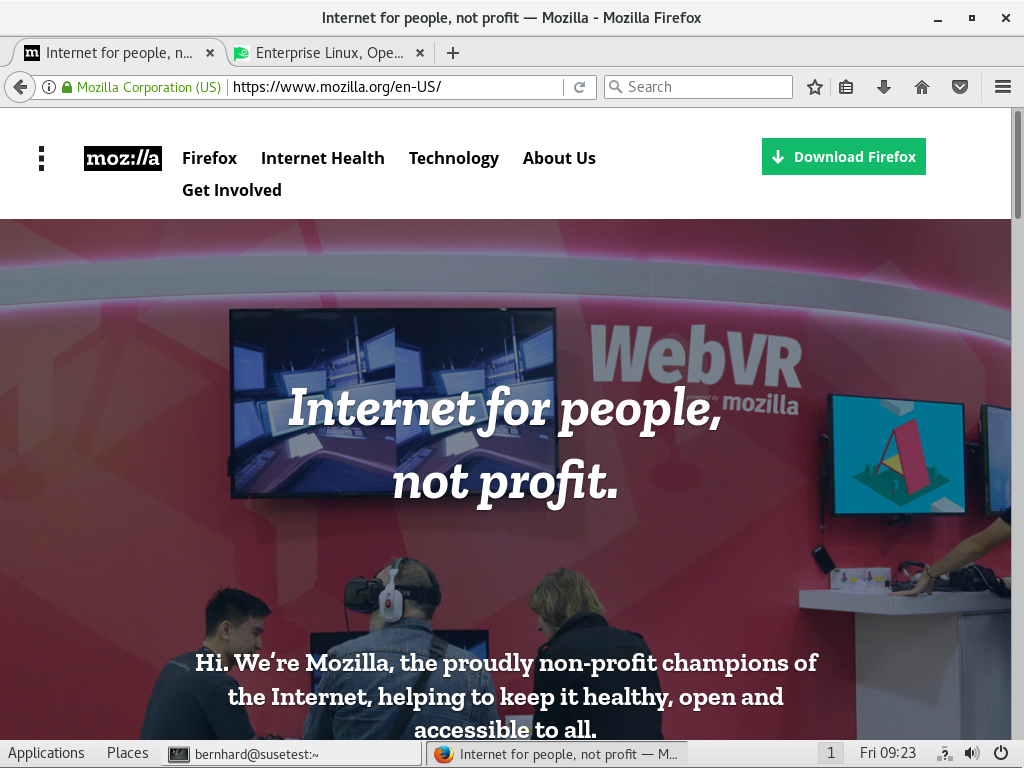 Internet for people, not profit — Mozilla - Mozilla Firefox
Internet for people, n...
Enterprise Linux, Ope...
Mozilla Corporation (US)
https://www.mozilla.org/en-US/
Search
moz://a
Firefox
Internet Health
Technology
About Us
Get Involved
Download Firefox
WebVR
powered by mozilla
Internet for people,
not profit.
Hi. We’re Mozilla, the proudly non-profit champions of
the Internet, helping to keep it healthy, open and
accessible to all.
Applications
Places
bernhard@susetest:~
Internet for people, not profit — M...
1
Fri 09:23